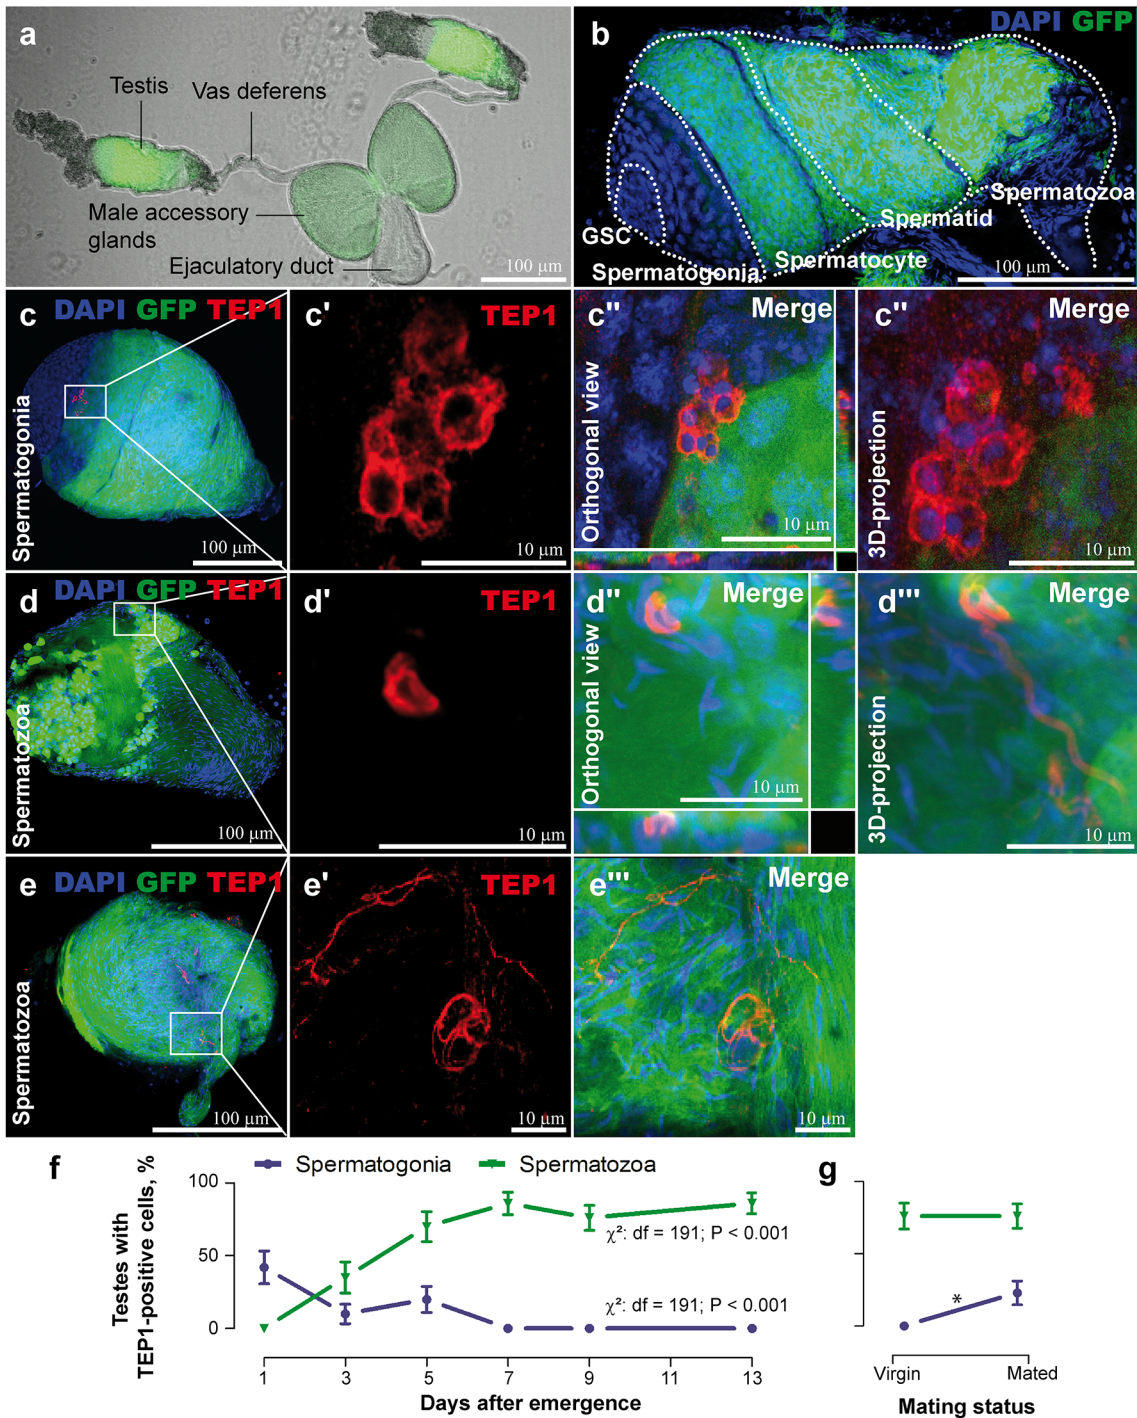 a
Testis
Vas deferens
Male accessory
glands
Ejaculatory duct
100 µm
b
DAPI GFP
GSC
Spermatogonia
Spermatocyte
Spermatid
Spermatozoa
100 µm
c
DAPI GFP TEP1
Spermatogonia
100 µm
c'
TEP1
10 µm
c"
Merge
Orthogonal view
10 µm
c"
Merge
3D-projection
10 µm
d
DAPI GFP TEP1
Spermatozoa
100 µm
d'
TEP1
10 µm
d"
Merge
Orthogonal view
10 µm
d'"
Merge
3D-projection
10 µm
e
DAPI GFP TEP1
Spermatozoa
100 µm
e'
TEP1
10 µm
e'"
Merge
10 µm
f
Spermatogonia Spermatozoa
Testes with
TEP1-positive cells, %
100
50
0
χ²: df = 191; P < 0.001
χ²: df = 191; P < 0.001
1 3 5 7 9 11 13
Days after emergence
g
*
Virgin Mated
Mating status